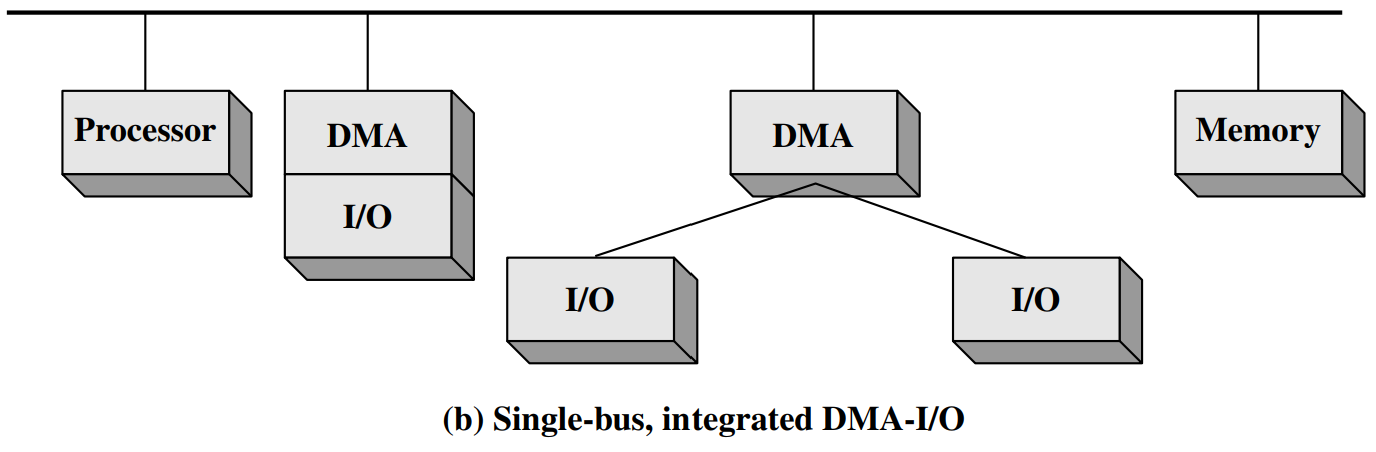 Processor
DMA
I/O
DMA
I/O
I/O
Memory
(b) Single-bus, integrated DMA-I/O